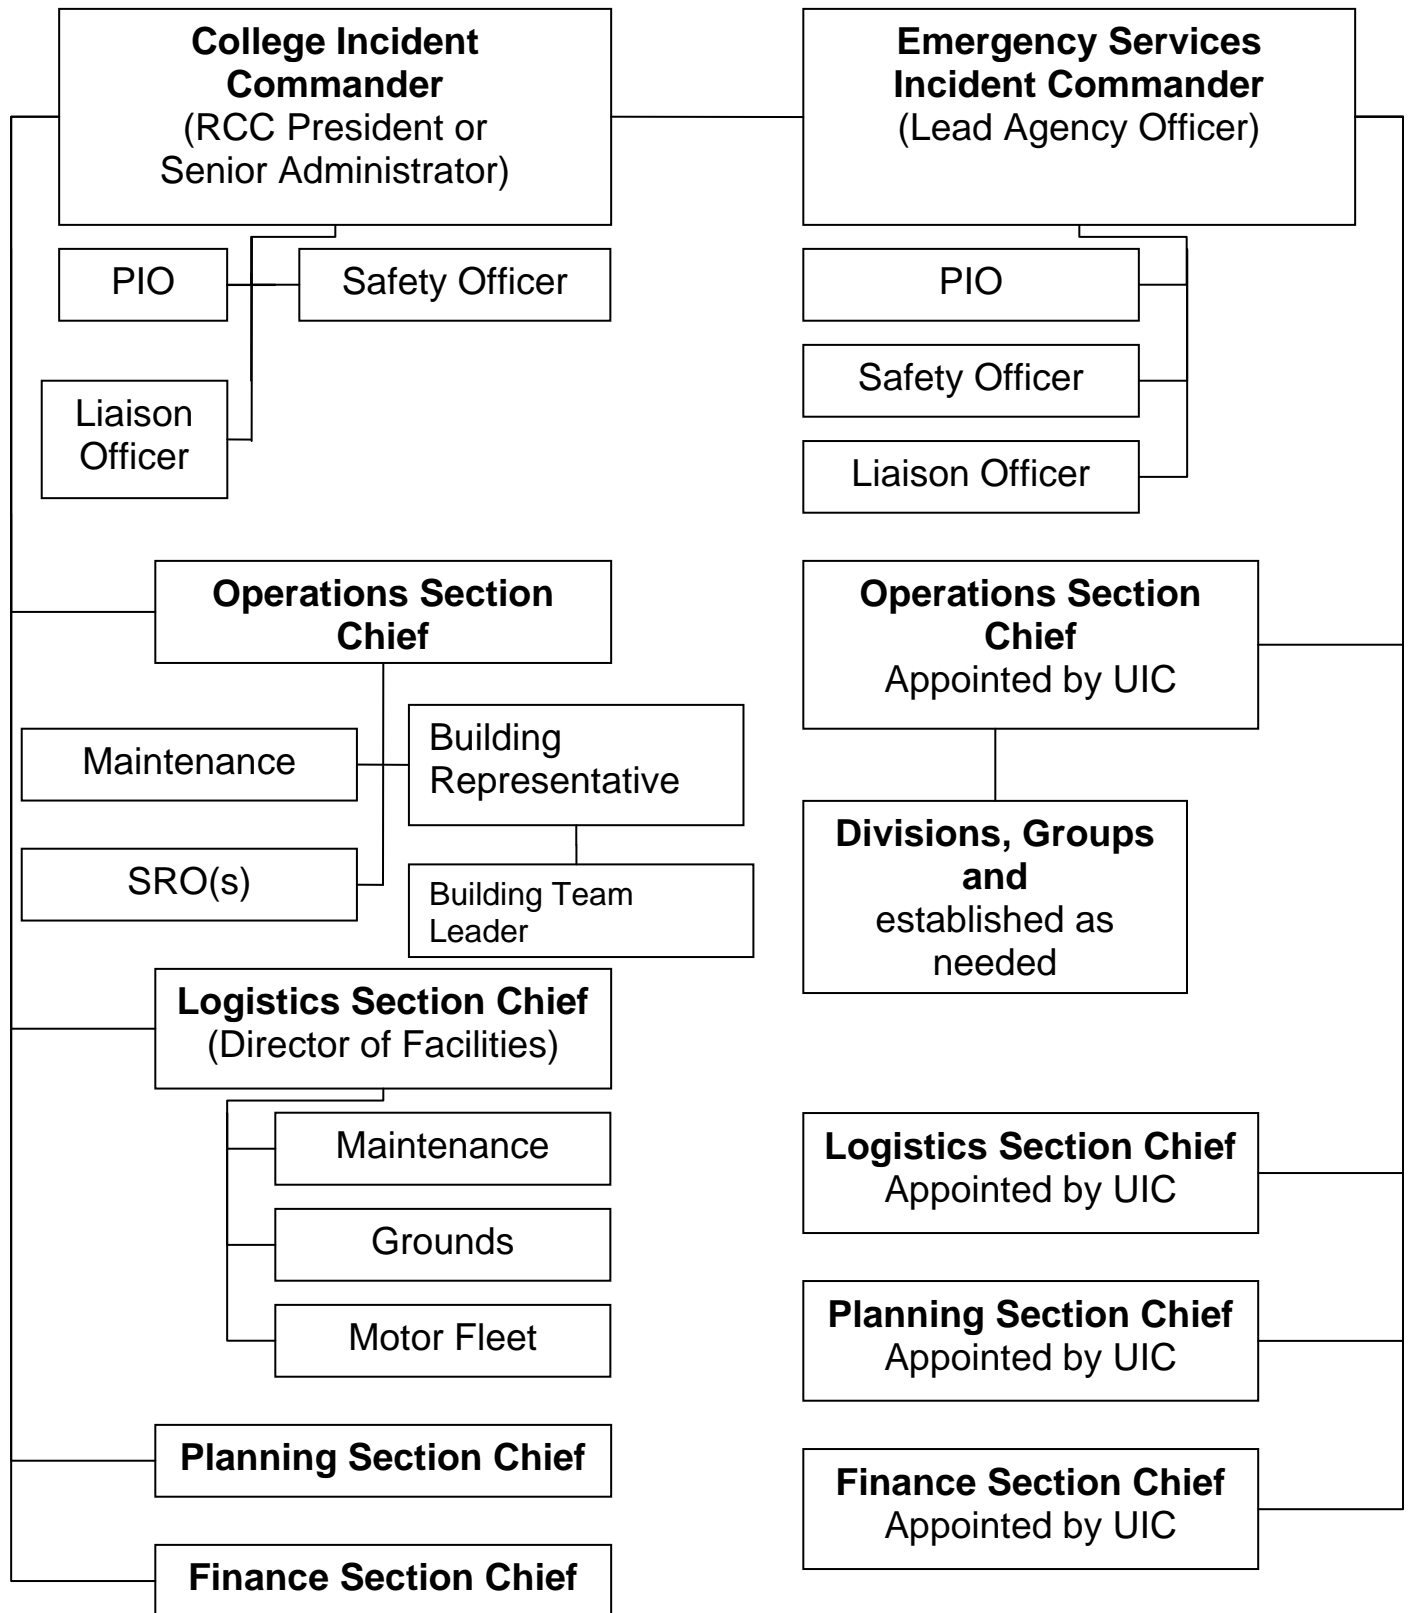 College Incident
Commander
(RCC President or
Senior Administrator)
Emergency Services
Incident Commander
(Lead Agency Officer)
PIO
Safety Officer
Liaison
Officer
PIO
Safety Officer
Liaison Officer
Operations Section
Chief
Maintenance
Building
Representative
SRO(s)
Building Team
Leader
Operations Section
Chief
Appointed by UIC
Divisions, Groups
and
established as
needed
Logistics Section Chief
(Director of Facilities)
Maintenance
Grounds
Motor Fleet
Planning Section Chief
Finance Section Chief
Logistics Section Chief
Appointed by UIC
Planning Section Chief
Appointed by UIC
Finance Section Chief
Appointed by UIC